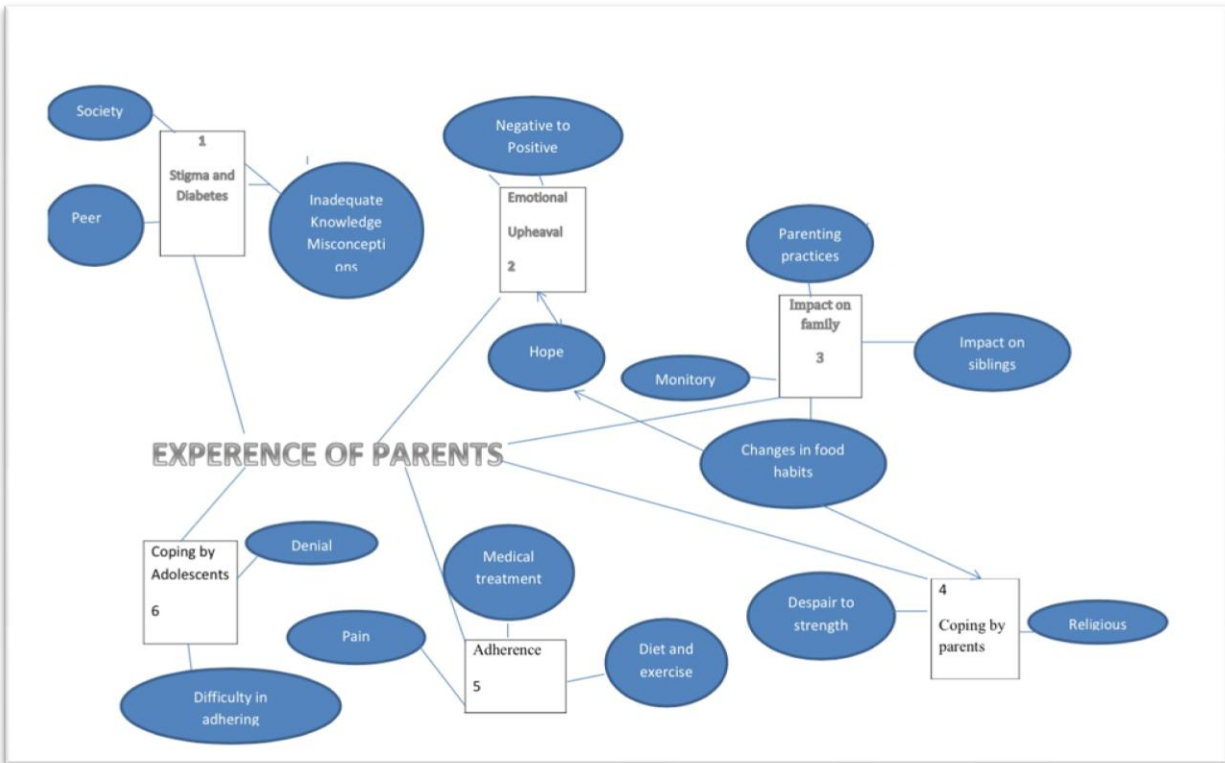 Society
1
Stigma and
Diabetes
Peer
Inadequate
Knowledge
Misconcepti
ons
Negative to
Positive
Emotional
Upheaval
2
Hope
Parenting
practices
Impact on
family
3
Impact on
siblings
Monitory
Changes in food
habits
EXPERENCE OF PARENTS
Coping by
Adolescents
6
Denial
Difficulty in
adhering
Medical
treatment
Pain
Adherence
5
Diet and
exercise
Despair to
strength
4
Coping by
parents
Religious